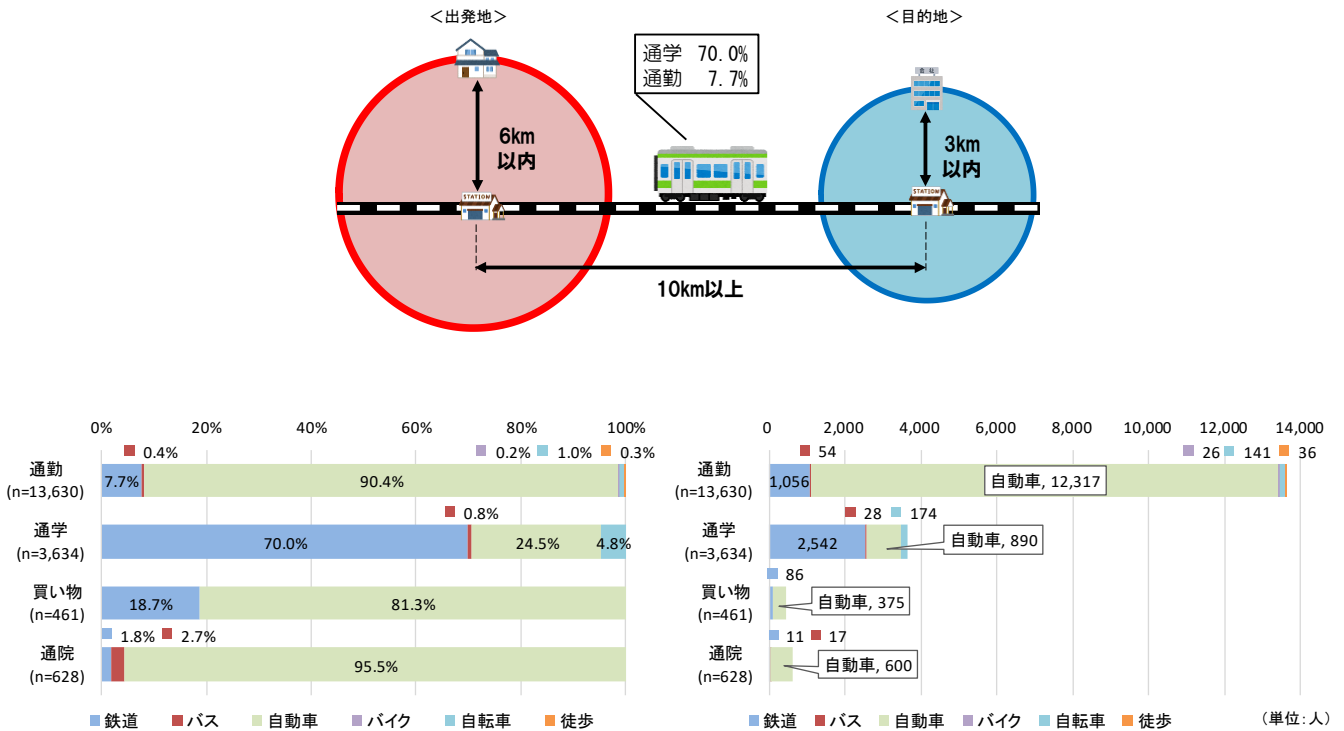 ＜出発地＞
＜目的地＞
通学 70.0%
通勤 7.7%
6km
以内
3km
以内
STATION
STATION
10km以上
0% 20% 40% 60% 80% 100%
0.4% 0.2% 1.0% 0.3%
通勤
(n=13,630)
7.7% 90.4%
0.8%
通学
(n=3,634)
70.0% 24.5% 4.8%
買い物
(n=461)
18.7% 81.3%
1.8% 2.7%
通院
(n=628)
95.5%
鉄道 バス 自動車 バイク 自転車 徒歩
0 2,000 4,000 6,000 8,000 10,000 12,000 14,000
54 26 141 36
通勤
(n=13,630)
1,056 自動車, 12,317
28 174
通学
(n=3,634)
2,542 自動車, 890
86
買い物
(n=461)
自動車, 375
11 17
通院
(n=628)
自動車, 600
鉄道 バス 自動車 バイク 自転車 徒歩
（単位：人）